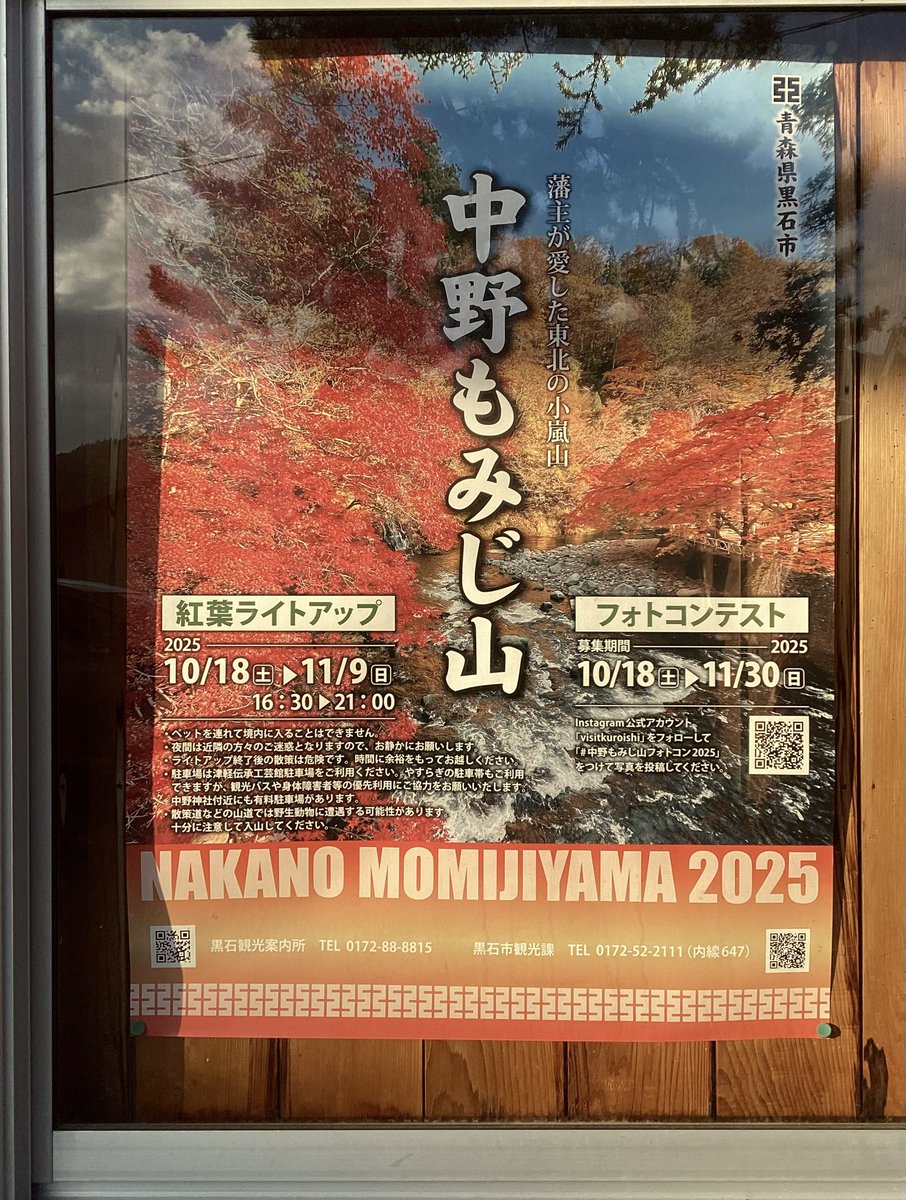 青森県黒石市
藩主が愛した東北の小嵐山
中野もみじ山
紅葉ライトアップ
2025
10/18(土)▶11/9(日)
16:30▶21:00
・ペットを連れて境内に入ることはできません。
・夜間は近隣の方々のご迷惑となりますので、お静かにお願いします
・ライトアップ終了後の散策は危険です。時間に余裕をもってお越しください
・駐車場は津軽伝承工芸館駐車場をご利用ください。やすらぎの駐車帯もご利用
できますが、観光バスや身体障害者等の優先利用にご協力をお願いいたします
・中野神社付近にも有料駐車場があります。
・散策道などの山道では野生動物に遭遇する可能性があります
十分に注意して入山してください。
フォトコンテスト
募集期間 2025
10/18(土)▶11/30(日)
Instagram公式アカウント
「visitkuroishi」をフォローして
「#中野もみじ山フォトコン2025」
をつけて写真を投稿してください。
NAKANO MOMIJIYAMA 2025
黒石観光案内所 TEL 0172-88-8815
黒石市観光課 TEL 0172-52-2111(内線647)